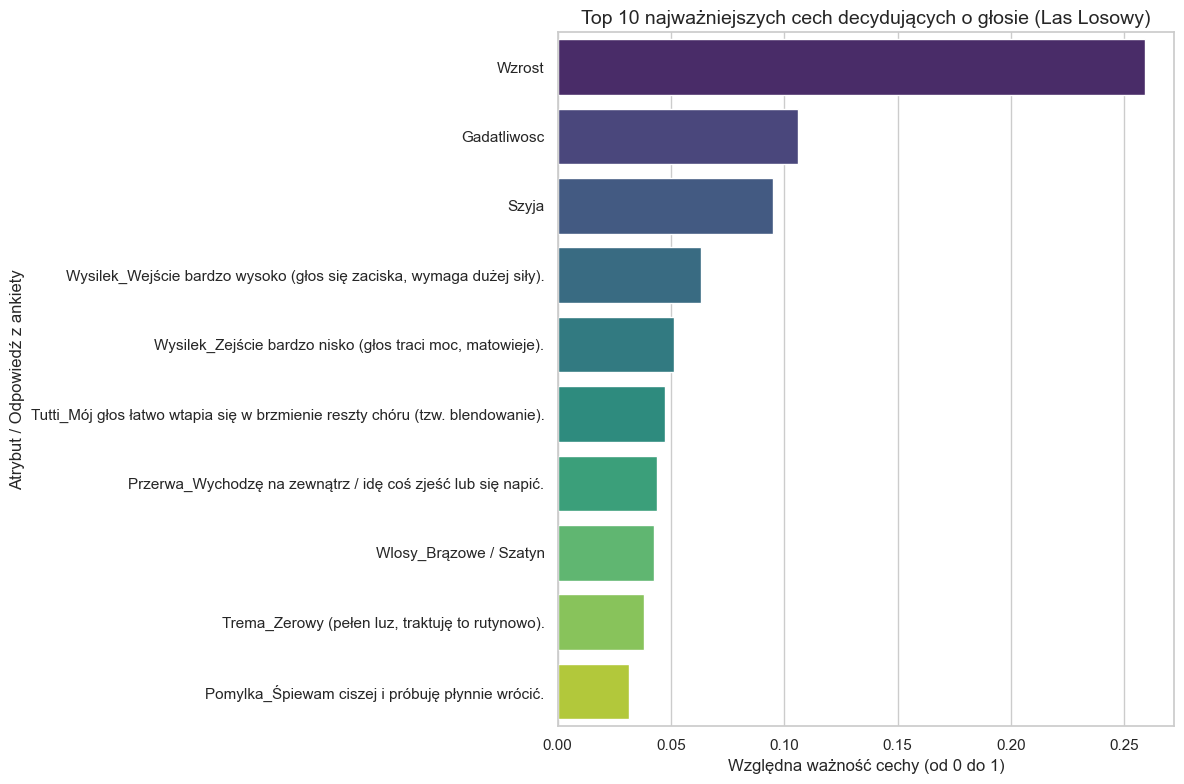 Top 10 najważniejszych cech decydujących o głosie (Las Losowy)
Atrybut / Odpowiedź z ankiety
Wzrost
Gadatliwosc
Szyja
Wysilek_Wejście bardzo wysoko (głos się zaciska, wymaga dużej siły).
Wysilek_Zejście bardzo nisko (głos traci moc, matowieje).
Tutti_Mój głos łatwo wtapia się w brzmienie reszty chóru (tzw. blendowanie).
Przerwa_Wychodzę na zewnątrz / idę coś zjeść lub się napić.
Wlosy_Brązowe / Szatyn
Trema_Zerowy (pełen luz, traktuję to rutynowo).
Pomylka_Śpiewam ciszej i próbuję płynnie wrócić.
0.00 0.05 0.10 0.15 0.20 0.25
Względna ważność cechy (od 0 do 1)